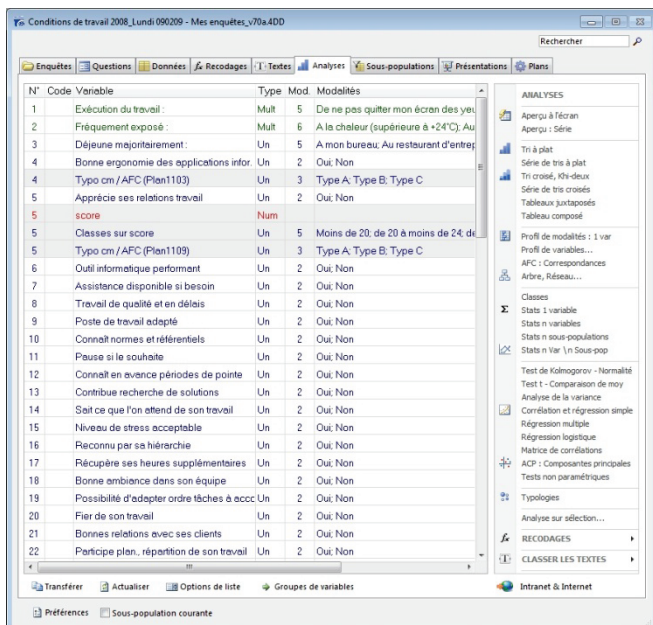 Conditions de travail 2008_Lundi 090209 - Mes enquêtes_v70a.4DD
Rechercher
Enquêtes Questions Données fx Recodages T Textes Analyses Sous-populations Présentations Plans
N° Code Variable Type Mod. Modalités
1 Exécution du travail : Mult 5 De ne pas quitter mon écran des yeu
2 Fréquement exposé : Mult 6 A la chaleur (supérieure à +24°C); Au
3 Déjeune majoritairement : Un 5 A mon bureau; Au restaurant d'entrep
4 Bonne ergonomie des applications infor. Un 2 Oui; Non
4 Typo cm / AFC (Plan1103) Un 3 Type A; Type B; Type C
5 Apprécie ses relations travail Un 2 Oui; Non
5 score Num
5 Classes sur score Un 5 Moins de 20; de 20 à moins de 24; de
5 Typo cm / AFC (Plan1109) Un 3 Type A; Type B; Type C
6 Outil informatique performant Un 2 Oui; Non
7 Assistance disponible si besoin Un 2 Oui; Non
8 Travail de qualité et en délais Un 2 Oui; Non
9 Poste de travail adapté Un 2 Oui; Non
10 Connaît normes et référentiels Un 2 Oui; Non
11 Pause si le souhaite Un 2 Oui; Non
12 Connaît en avance périodes de pointe Un 2 Oui; Non
13 Contribue recherche de solutions Un 2 Oui; Non
14 Sait ce que l'on attend de son travail Un 2 Oui; Non
15 Niveau de stress acceptable Un 2 Oui; Non
16 Reconnu par sa hiérarchie Un 2 Oui; Non
17 Récupère ses heures supplémentaires Un 2 Oui; Non
18 Bonne ambiance dans son équipe Un 2 Oui; Non
19 Possibilité d'adapter ordre tâches à accc Un 2 Oui; Non
20 Fier de son travail Un 2 Oui; Non
21 Bonnes relations avec ses clients Un 2 Oui; Non
22 Participe plan., répartition de son travail Un 2 Oui; Non
ANALYSES
Aperçu à l'écran
Aperçu : Série
Tri à plat
Série de tris à plat
Tri croisé, Khi-deux
Série de tris croisés
Tableaux juxtaposés
Tableau composé
Profil de modalités : 1 var
Profil de variables...
AFC : Correspondances
Arbre, Réseau...
Classes
Σ Stats 1 variable
Stats n variables
Stats n sous-populations
Stats n Var \ n Sous-pop
Test de Kolmogorov - Normalité
Test t - Comparaison de moy
Analyse de la variance
Corrélation et régression simple
Régression multiple
Régression logistique
Matrice de corrélations
ACP : Composantes principales
Tests non paramétriques
Typologies
Analyse sur sélection...
fx RECODAGES
T CLASSER LES TEXTES
Transférer Actualiser Options de liste Groupes de variables Intranet & Internet
Préférences Sous-population courante